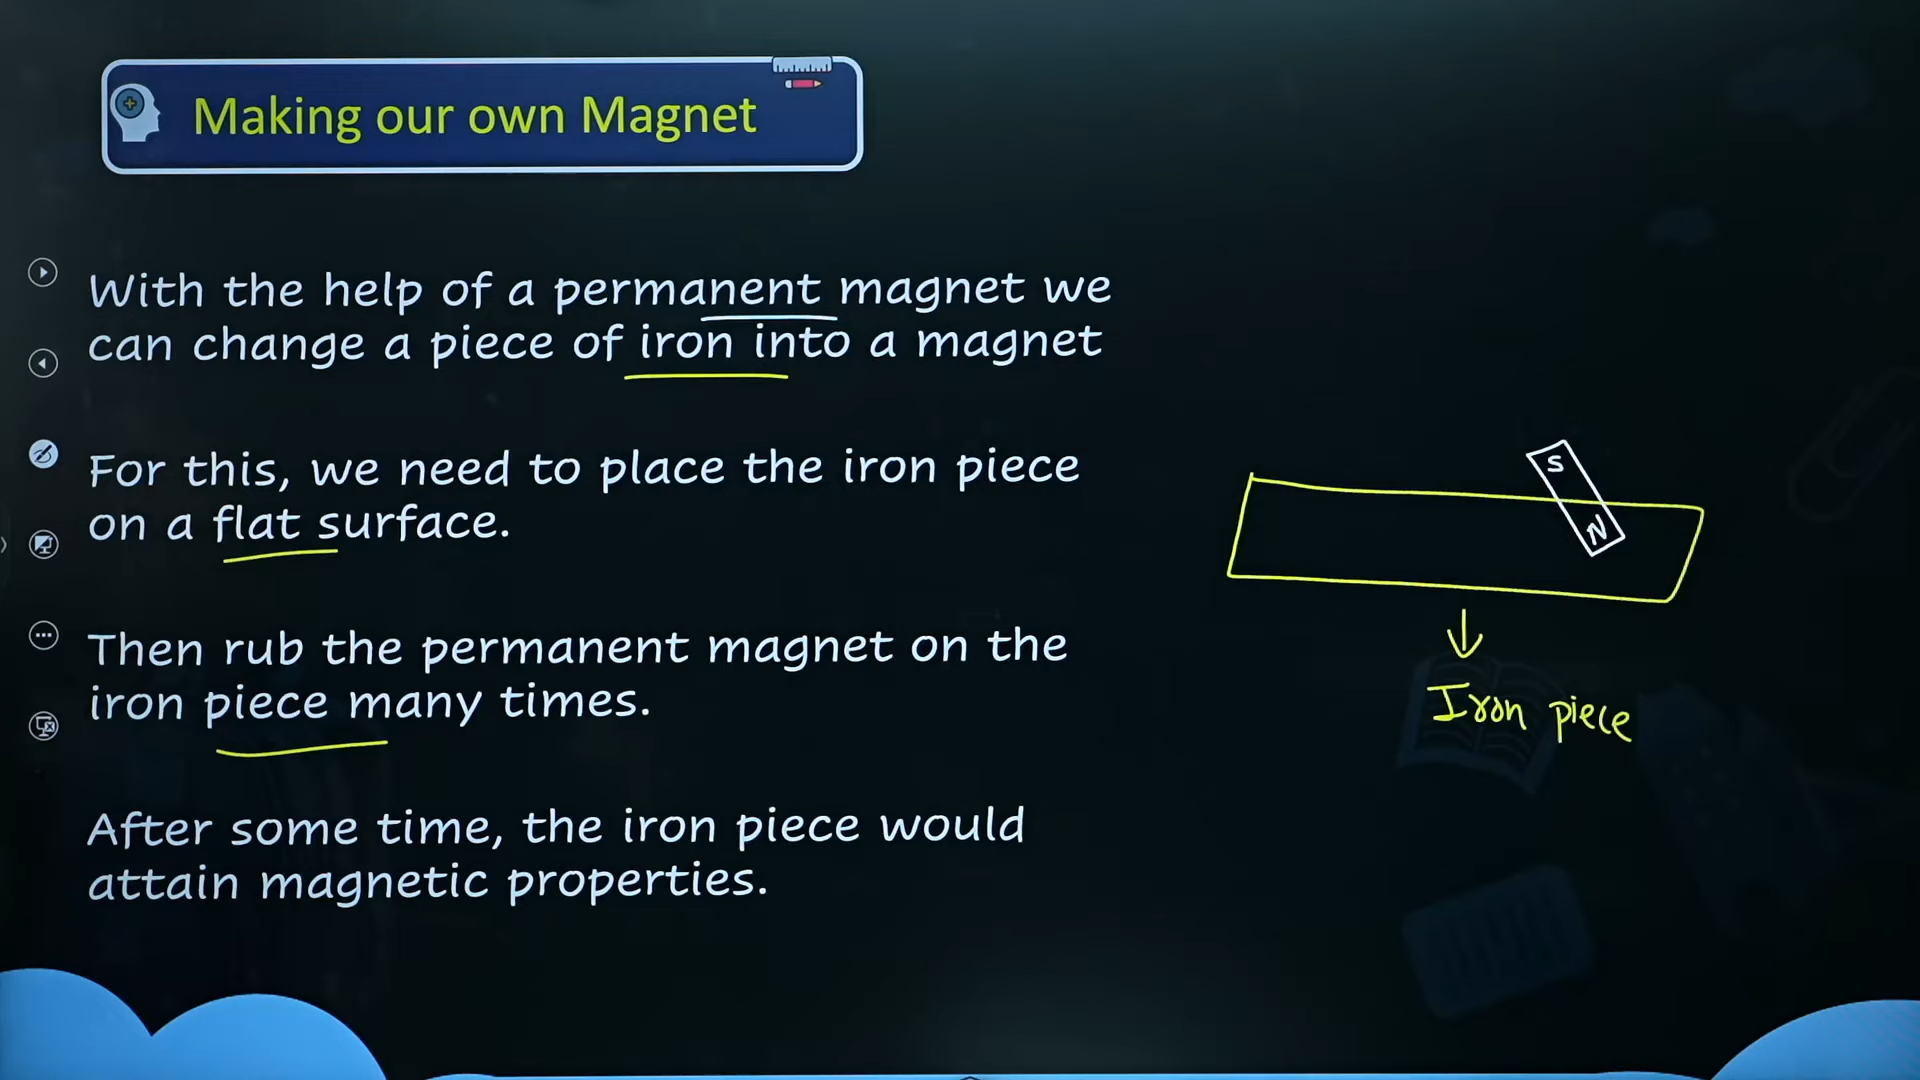 Making our own Magnet
With the help of a permanent magnet we
can change a piece of iron into a magnet
For this, we need to place the iron piece
on a flat surface.
Then rub the permanent magnet on the
iron piece many times.
After some time, the iron piece would
attain magnetic properties.
S
N
Iron piece